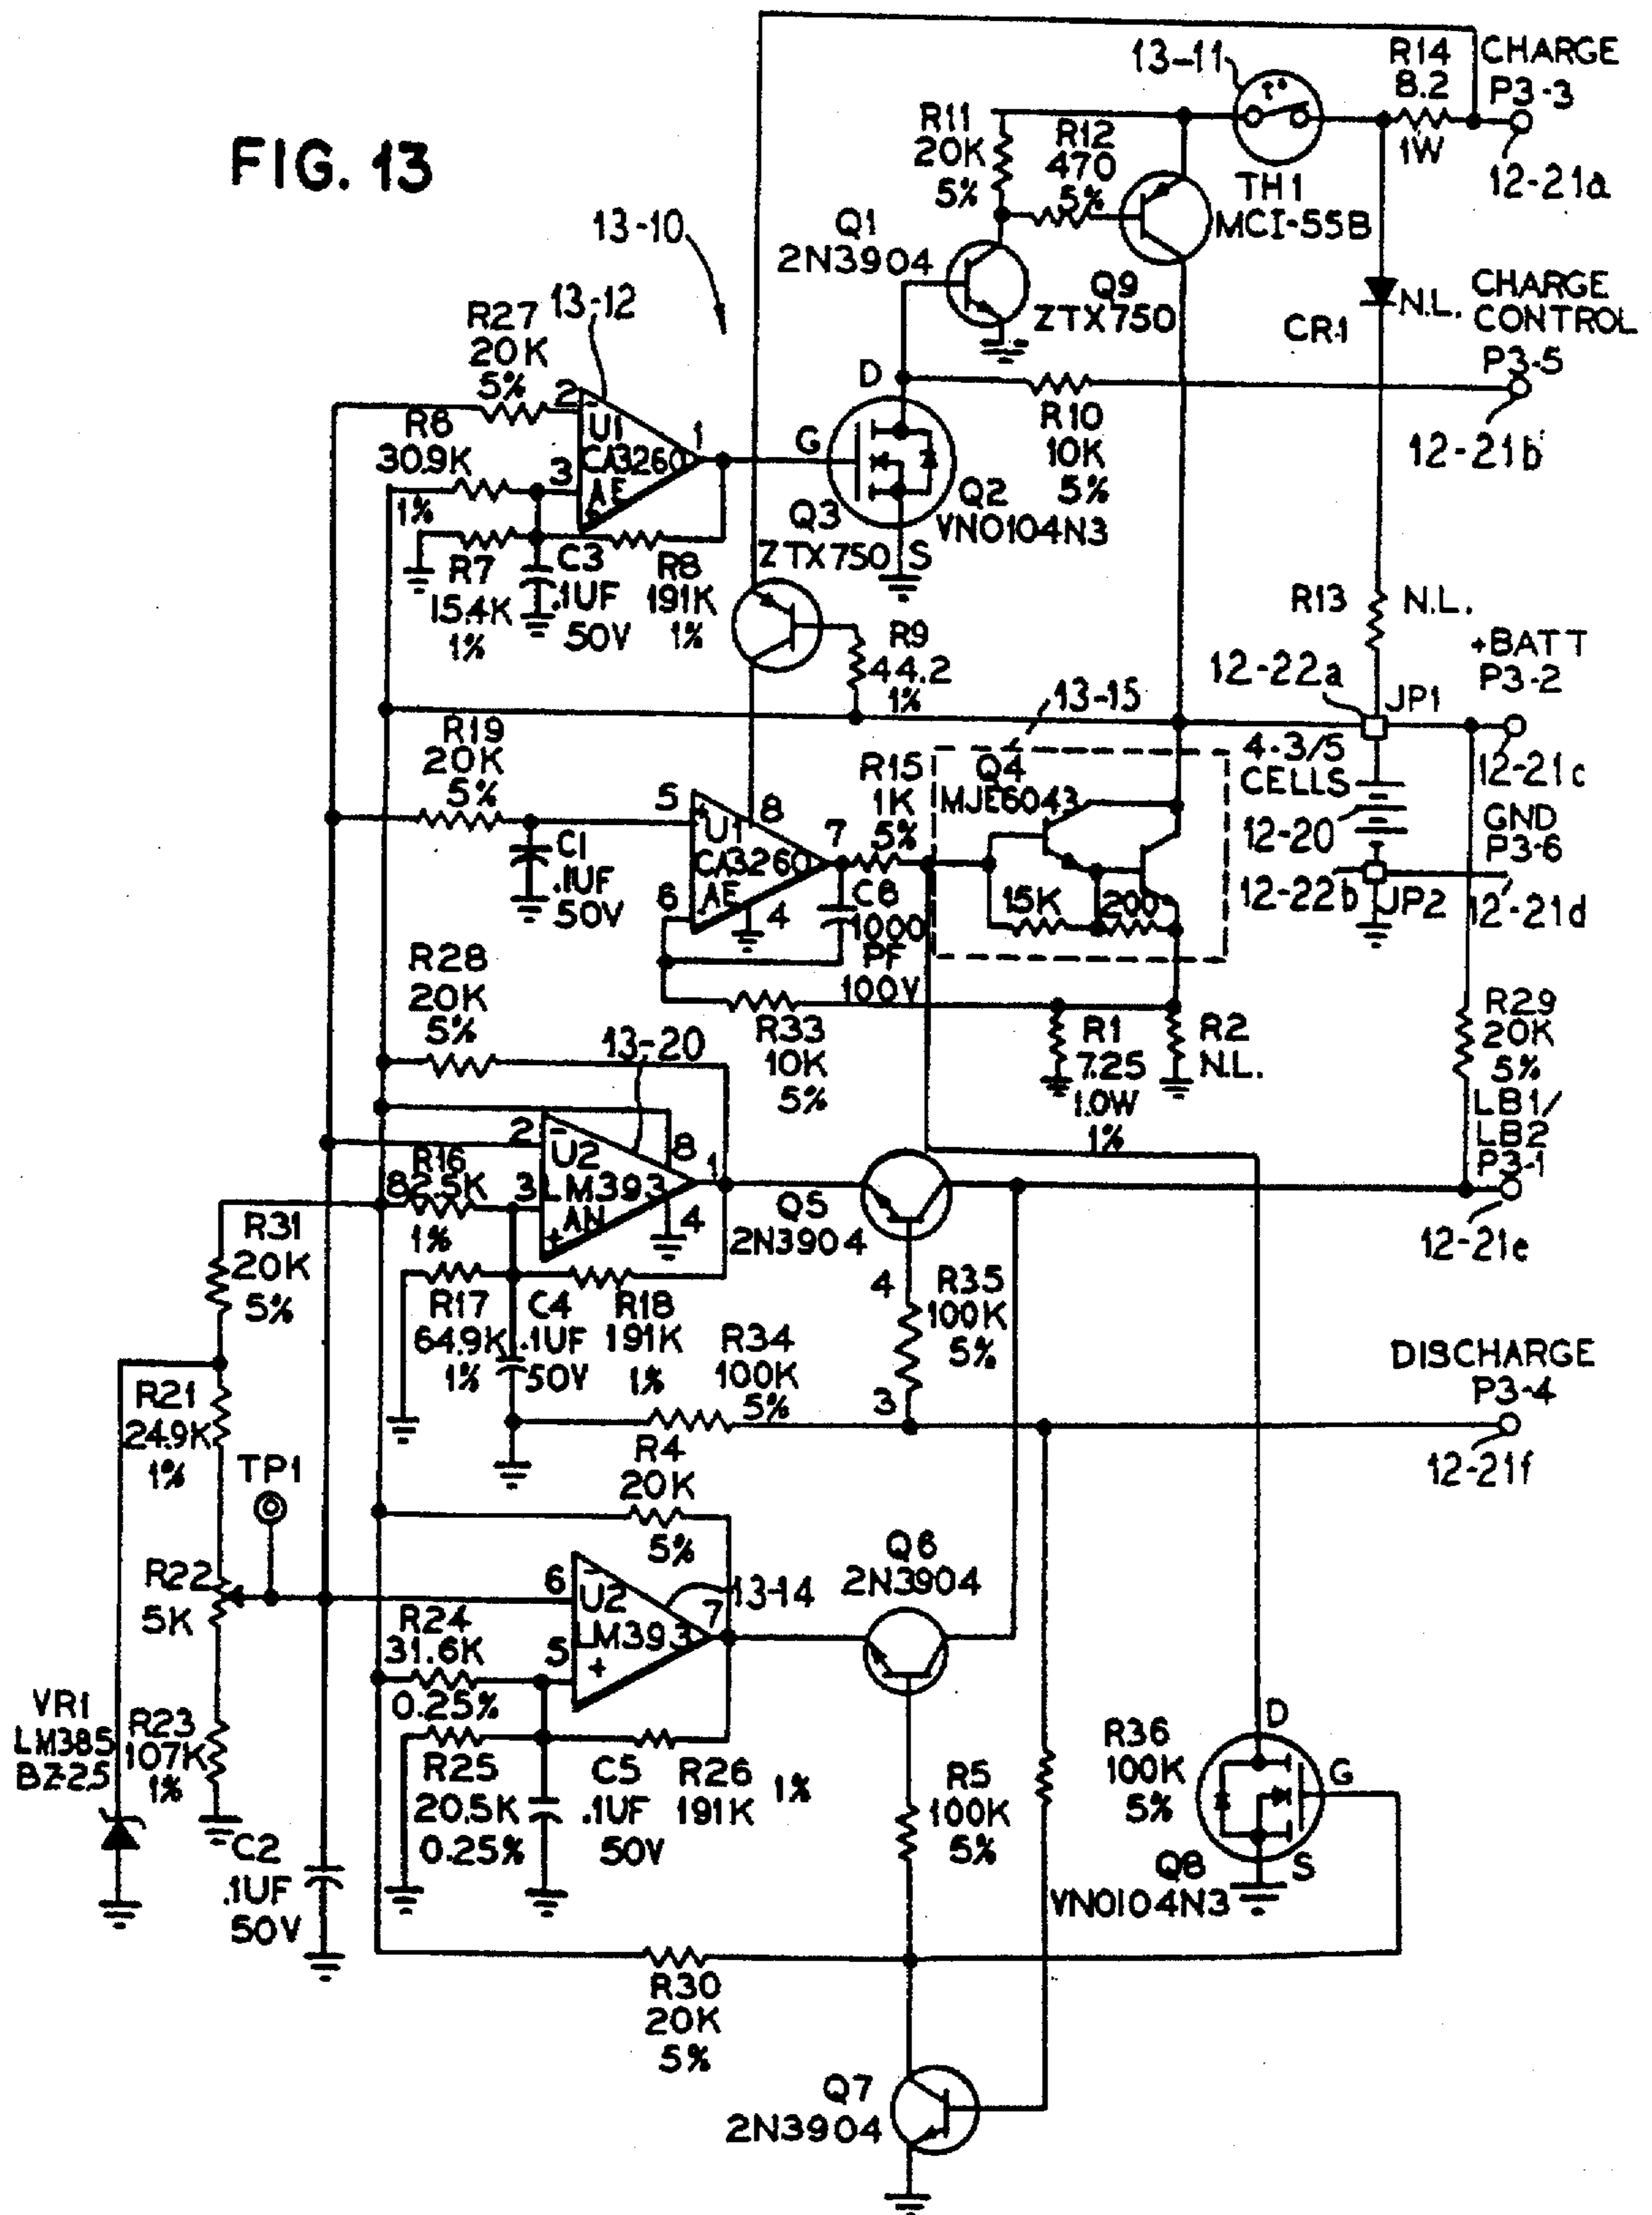 FIG. 13
13-10
13-11
t°
TH1
MCI-55B
R14
8.2
1W
CHARGE
P3-3
12-21a
R11
20K
5%
R12
470
5%
Q1
2N3904
Q9
ZTX750
CR1
N.L.
CHARGE
CONTROL
P3-5
12-21b
R27
20K
5%
13-12
2
-
U1
CA3260
AE
3
+
1
R6
30.9K
1%
R7
15.4K
1%
C3
.1UF
50V
R8
191K
1%
G
D
S
Q2
VN0104N3
R10
10K
5%
Q3
ZTX750
R9
44.2
1%
R13
N.L.
+BATT
P3-2
12-22a
JP1
12-21c
13-15
R19
20K
5%
C1
.1UF
50V
5
+
U1
CA3260
AE
6
-
8
7
4
R15
1K
5%
C6
1000
PF
100V
Q4
MJE6043
15K
200
4-3/5
CELLS
12-20
GND
P3-6
12-22b
JP2
12-21d
R28
20K
5%
13-20
R33
10K
5%
R1
7.25
1.0W
1%
R2
N.L.
R29
20K
5%
LB1/
LB2
P3-1
12-21e
2
-
U2
LM393
AN
3
+
8
1
4
R16
82.5K
1%
R31
20K
5%
R17
64.9K
1%
C4
.1UF
50V
R18
191K
1%
Q5
2N3904
4
R35
100K
5%
3
R34
100K
5%
DISCHARGE
P3-4
12-21f
R21
24.9K
1%
TP1
R22
5K
R4
20K
5%
6
-
U2
LM393
5
+
7
13-14
Q6
2N3904
R24
31.6K
0.25%
R25
20.5K
0.25%
C5
.1UF
50V
R26
191K
1%
R5
100K
5%
R36
100K
5%
D
G
S
Q8
VN0104N3
VR1
LM385
BZ-2.5
R23
107K
1%
C2
.1UF
50V
R30
20K
5%
Q7
2N3904